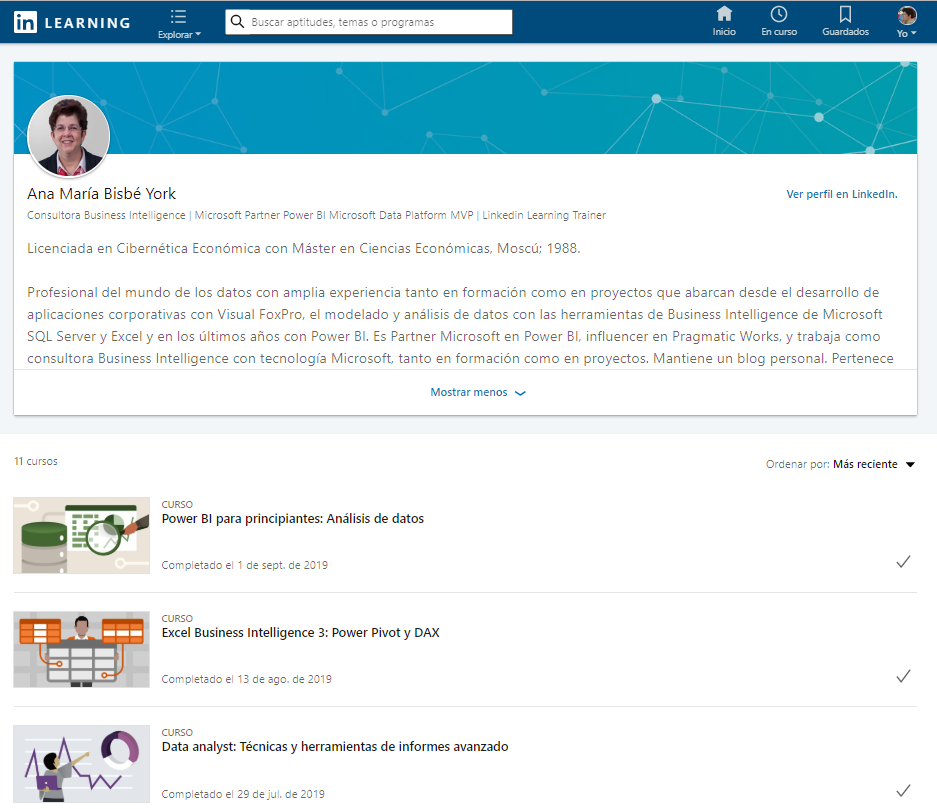 in LEARNING
Explorar
Buscar aptitudes, temas o programas
Inicio
En curso
Guardados
Yo
Ana María Bisbé York
Ver perfil en LinkedIn.
Consultora Business Intelligence | Microsoft Partner Power BI Microsoft Data Platform MVP | Linkedin Learning Trainer
Licenciada en Cibernética Económica con Máster en Ciencias Económicas, Moscú; 1988.
Profesional del mundo de los datos con amplia experiencia tanto en formación como en proyectos que abarcan desde el desarrollo de
aplicaciones corporativas con Visual FoxPro, el modelado y análisis de datos con las herramientas de Business Intelligence de Microsoft
SQL Server y Excel y en los últimos años con Power BI. Es Partner Microsoft en Power BI, influencer en Pragmatic Works, y trabaja como
consultora Business Intelligence con tecnología Microsoft, tanto en formación como en proyectos. Mantiene un blog personal. Pertenece
Mostrar menos
11 cursos
Ordenar por: Más reciente
CURSO
Power BI para principiantes: Análisis de datos
Completado el 1 de sept. de 2019
CURSO
Excel Business Intelligence 3: Power Pivot y DAX
Completado el 13 de ago. de 2019
CURSO
Data analyst: Técnicas y herramientas de informes avanzado
Completado el 29 de jul. de 2019